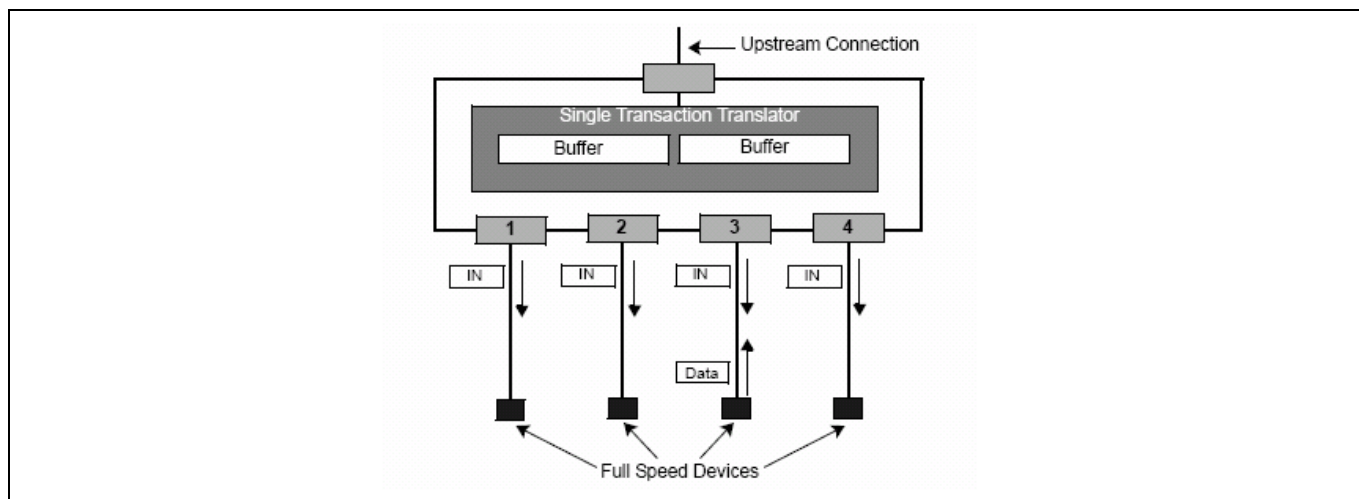 Upstream Connection
Single Transaction Translator
Buffer Buffer
1 2 3 4
IN IN IN IN
Data
Full Speed Devices